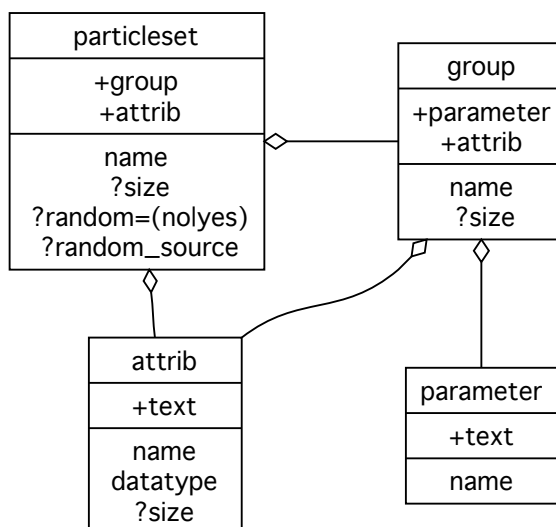 particleset
+group
+attrib
name
?size
?random=(no|yes)
?random_source
group
+parameter
+attrib
name
?size
attrib
+text
name
datatype
?size
parameter
+text
name